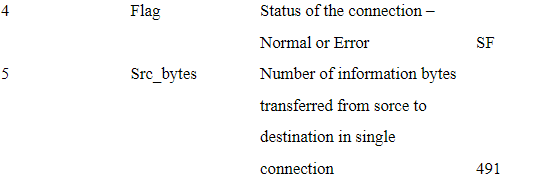 4 Flag Status of the connection –
Normal or Error SF
5 Src_bytes Number of information bytes
transferred from sorce to
destination in single
connection 491